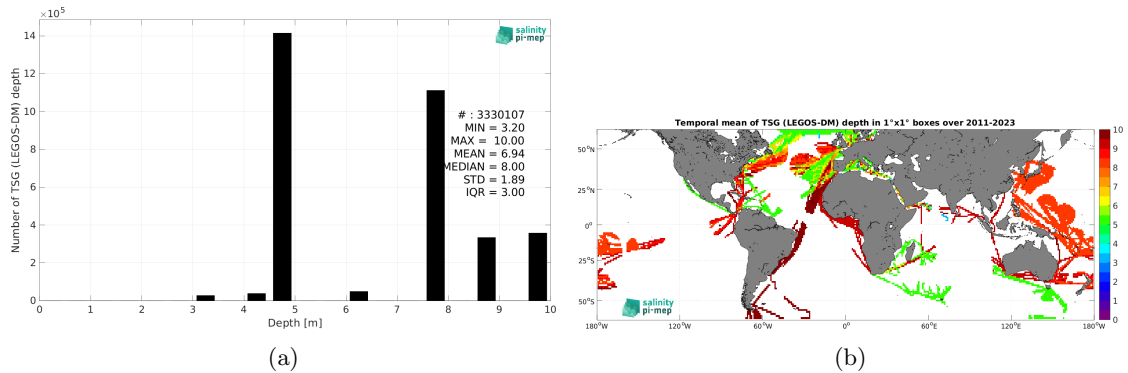 ×10⁵
14
12
10
8
6
4
2
0
Number of TSG (LEGOS-DM) depth
salinity
pi-mep
# : 3330107
MIN = 3.20
MAX = 10.00
MEAN = 6.94
MEDIAN = 8.00
STD = 1.89
IQR = 3.00
0 1 2 3 4 5 6 7 8 9 10
Depth [m]
(a)
Temporal mean of TSG (LEGOS-DM) depth in 1°x1° boxes over 2011-2023
50°N
25°N
0°
25°S
50°S
salinity
pi-mep
180°W 120°W 60°W 0° 60°E 120°E 180°E
10
9
8
7
6
5
4
3
2
1
0
(b)